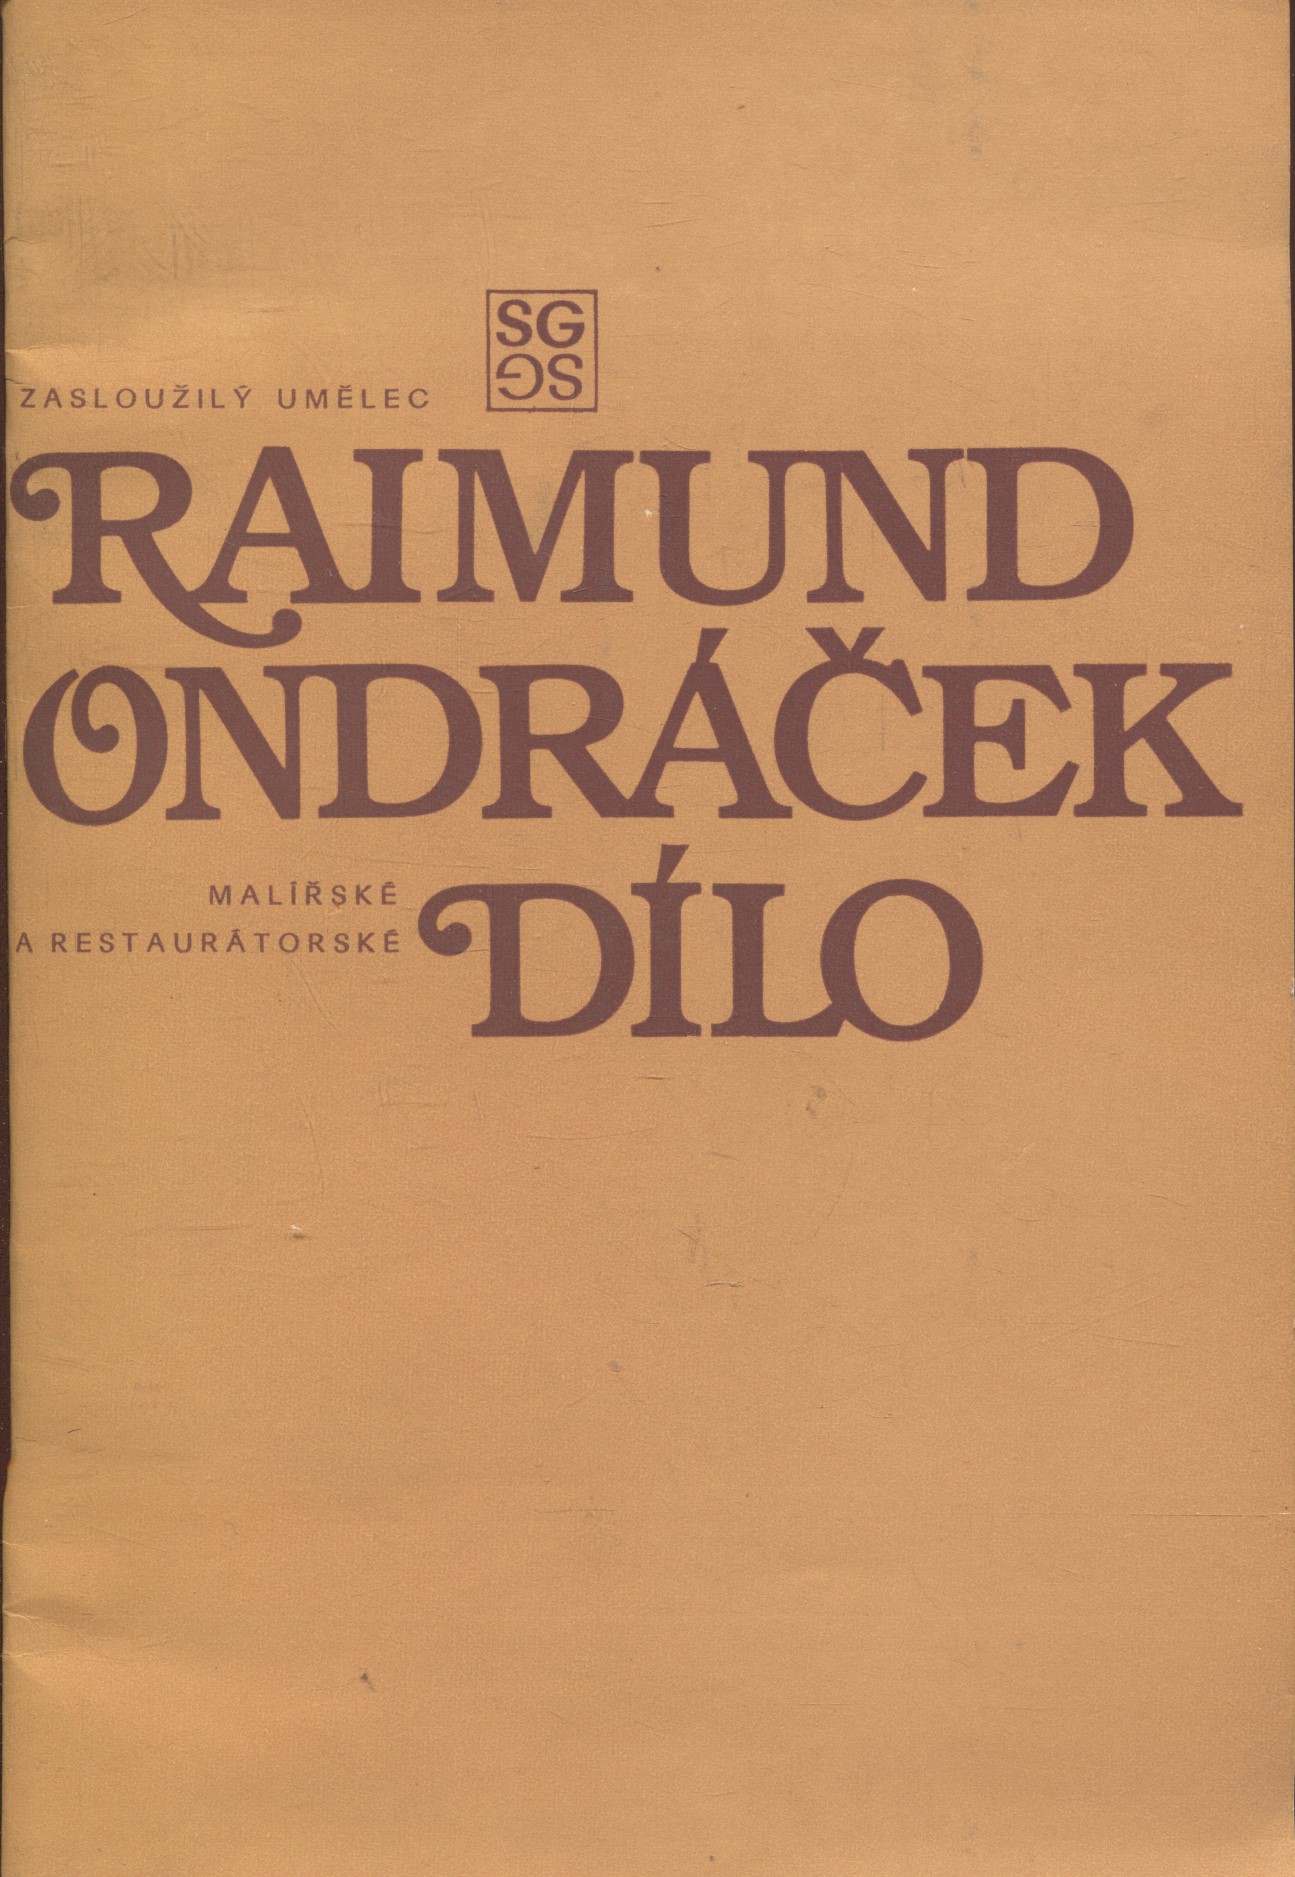 SG
SG
ZASLOUŽILÝ UMĚLEC
RAIMUND
ONDRÁČEK
MALÍŘSKÉ
A RESTAURÁTORSKÉ
DÍLO